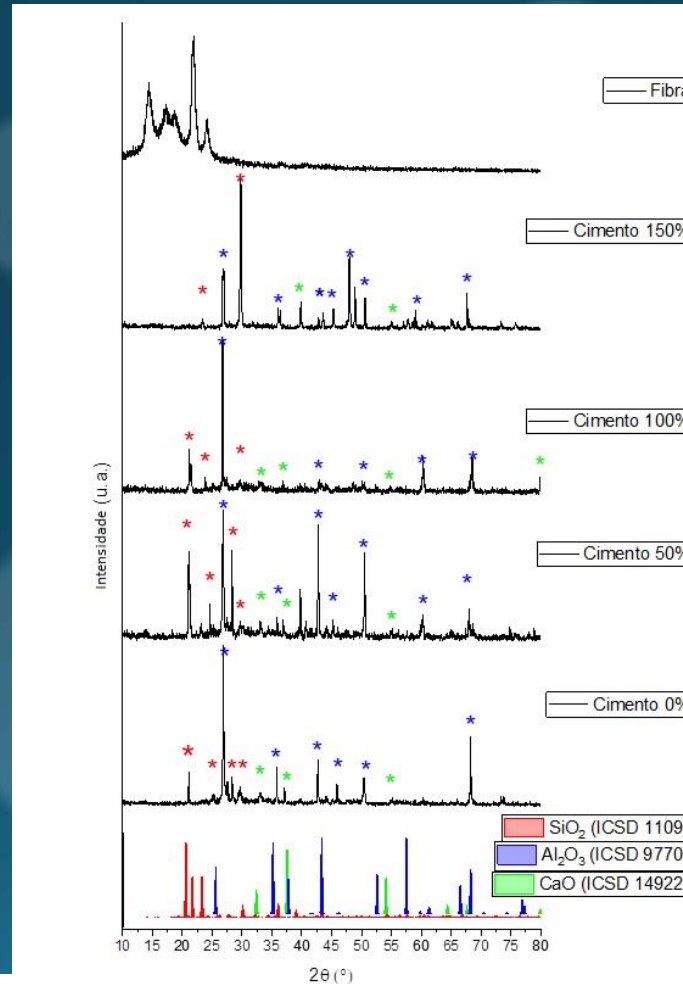 Fibra
Cimento 150%
Cimento 100%
Cimento 50%
Cimento 0%
SiO₂ (ICSD 1109
Al₂O₃ (ICSD 9770
CaO (ICSD 14922
Intensidade (u. a.)
10 15 20 25 30 35 40 45 50 55 60 65 70 75 80
2θ (°)